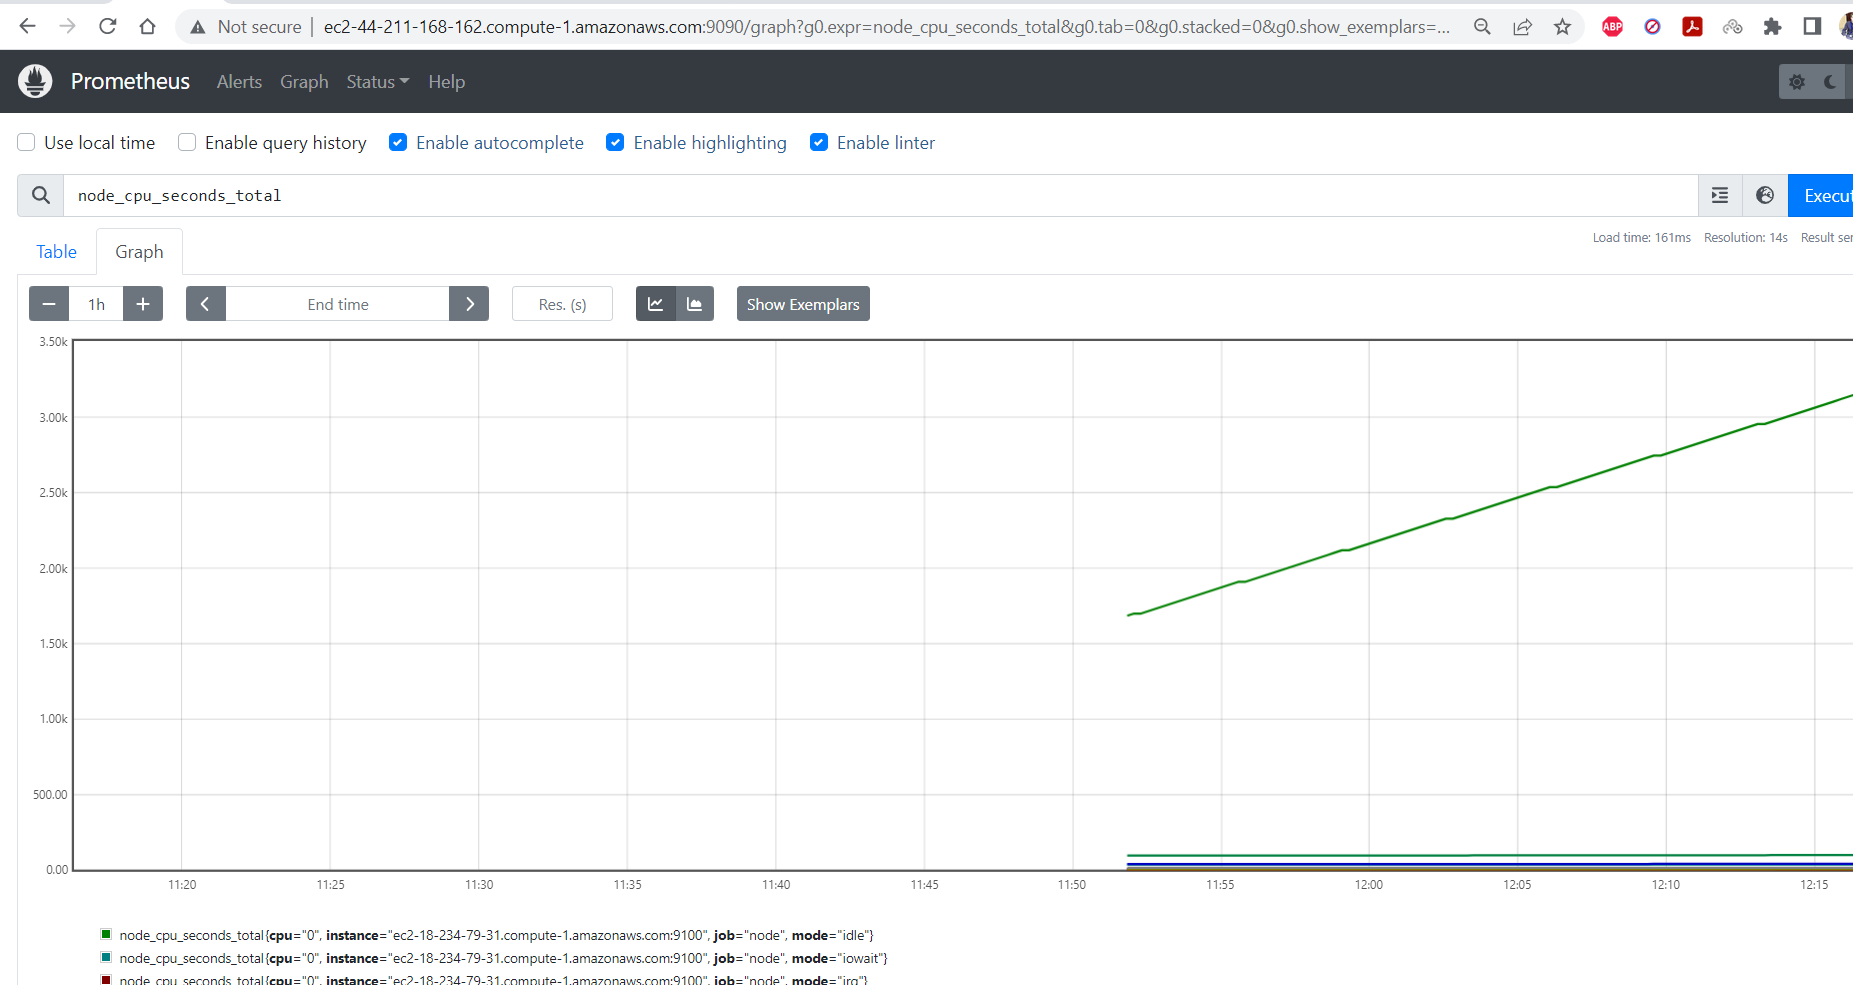 Not secure | ec2-44-211-168-162.compute-1.amazonaws.com:9090/graph?g0.expr=node_cpu_seconds_total&g0.tab=0&g0.stacked=0&g0.show_exemplars=... ABP
Prometheus Alerts Graph Status Help
Use local time Enable query history Enable autocomplete Enable highlighting Enable linter
node_cpu_seconds_total Execut
Table Graph Load time: 161ms Resolution: 14s Result ser
− 1h + End time Res. (s) Show Exemplars
3.50k
3.00k
2.50k
2.00k
1.50k
1.00k
500.00
0.00
11:20 11:25 11:30 11:35 11:40 11:45 11:50 11:55 12:00 12:05 12:10 12:15
node_cpu_seconds_total{cpu="0", instance="ec2-18-234-79-31.compute-1.amazonaws.com:9100", job="node", mode="idle"}
node_cpu_seconds_total{cpu="0", instance="ec2-18-234-79-31.compute-1.amazonaws.com:9100", job="node", mode="iowait"}
node_cpu_seconds_total{cpu="0", instance="ec2-18-234-79-31.compute-1.amazonaws.com:9100", job="node", mode="irq"}